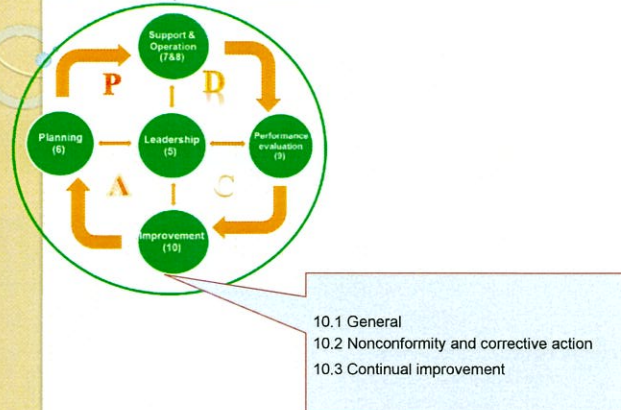 Support &
Operation
(7&8)
P
D
Planning
(6)
Leadership
(5)
Performance
evaluation
(9)
A
C
Improvement
(10)
10.1 General
10.2 Nonconformity and corrective action
10.3 Continual improvement